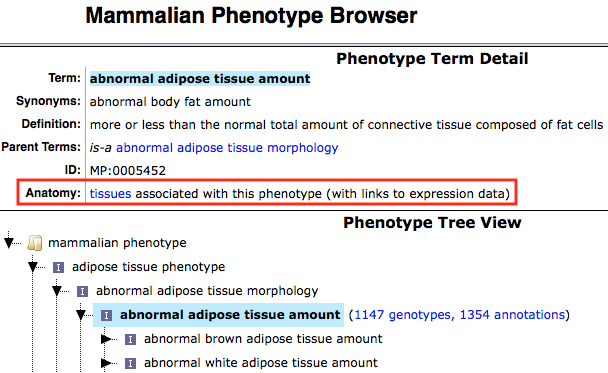 Mammalian Phenotype Browser
Phenotype Term Detail
Term: abnormal adipose tissue amount
Synonyms: abnormal body fat amount
Definition: more or less than the normal total amount of connective tissue composed of fat cells
Parent Terms: is-a abnormal adipose tissue morphology
ID: MP:0005452
Anatomy: tissues associated with this phenotype (with links to expression data)
Phenotype Tree View
mammalian phenotype
I adipose tissue phenotype
I abnormal adipose tissue morphology
I abnormal adipose tissue amount (1147 genotypes, 1354 annotations)
I abnormal brown adipose tissue amount
I abnormal white adipose tissue amount